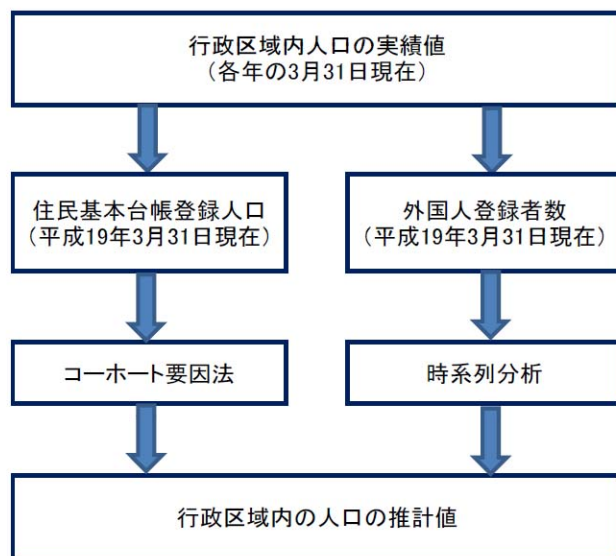 行政区域内人口の実績値
（各年の3月31日現在）
住民基本台帳登録人口
（平成19年3月31日現在）
外国人登録者数
（平成19年3月31日現在）
コーホート要因法
時系列分析
行政区域内の人口の推計値